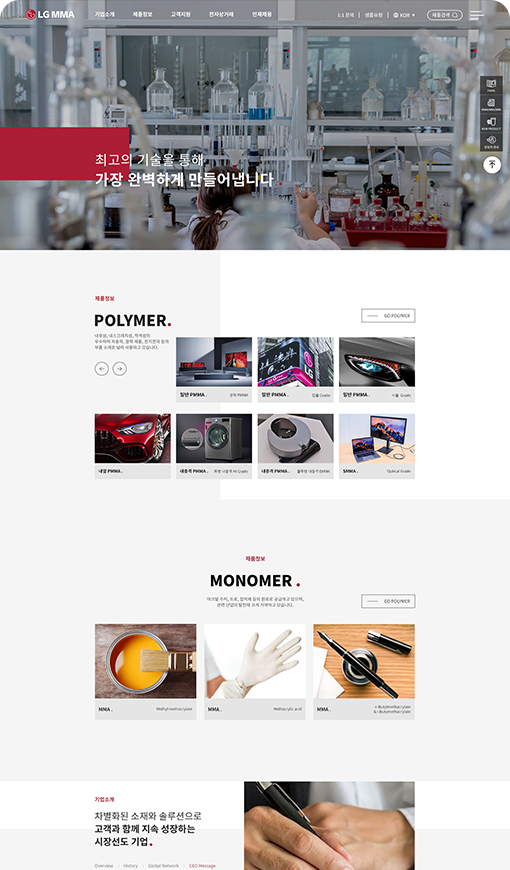 LG MMA
기업소개 제품정보 고객지원 전자상거래 인재채용
1:1 문의 | 샘플요청 | KOR 제품검색
NEW PRODUCT
최고의 기술을 통해
가장 완벽하게 만들어냅니다
제품정보
POLYMER.
GO POLYMER
내후성, 내스크래치성, 착색성이
우수하여 자동차, 광학 제품, 전기전자 등의
부품 소재로 널리 사용되고 있습니다.
일반 PMMA. 광학 PMMA
일반 PMMA. 압출 Grade
일반 PMMA. 사출 Grade
내열 PMMA.
내충격 PMMA. 투명 내충격 HI Grade
내충격 PMMA. 불투명 내충격 EMMA
SMMA. Optical Grade
제품정보
MONOMER.
아크릴 수지, 도료, 접착제 등의 원료로 공급하고 있으며,
관련 산업의 발전에 크게 기여하고 있습니다.
GO POLYMER
MMA. Methylmethacrylate
MMA. Methacrylic acid
MMA. n-Butylmethacrylate
& i-Butylmethacrylate
기업소개
차별화된 소재와 솔루션으로
고객과 함께 지속 성장하는
시장선도 기업.
Overview | History | Global Network | CEO Message